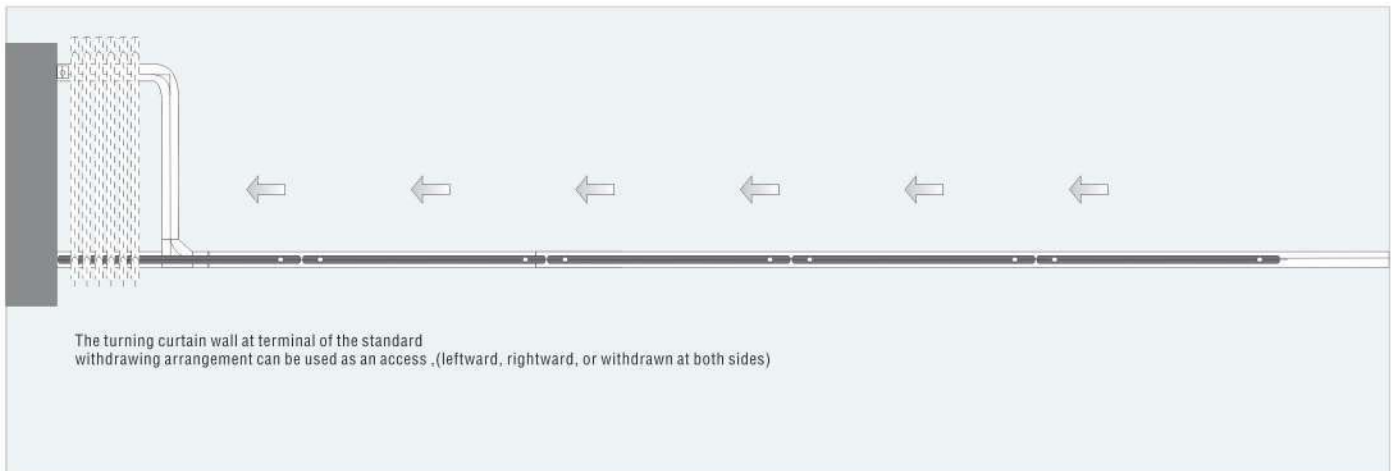 The turning curtain wall at terminal of the standard
withdrawing arrangement can be used as an access ,(leftward, rightward, or withdrawn at both sides)